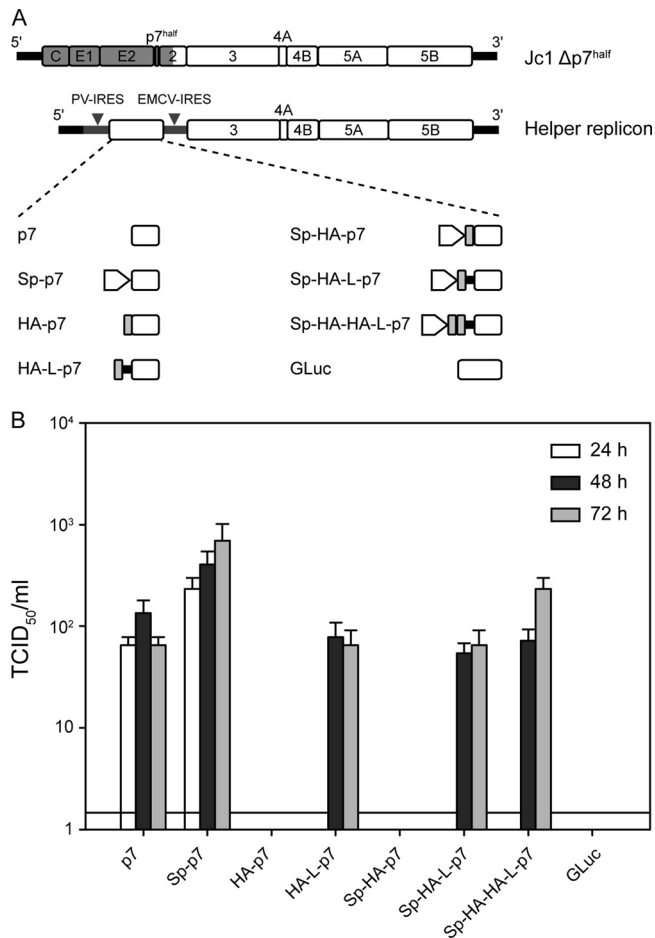 A
p7half
4A
5' C E1 E2 2 3 4B 5A 5B 3' Jc1 Δp7half
PV-IRES EMCV-IRES 4A
5' 3 4B 5A 5B 3' Helper replicon
p7 Sp-HA-p7
Sp-p7 Sp-HA-L-p7
HA-p7 Sp-HA-HA-L-p7
HA-L-p7 GLuc
B
TCID50/ml
10⁴
10³
10²
10
1
24 h
48 h
72 h
p7
Sp-p7
HA-p7
HA-L-p7
Sp-HA-p7
Sp-HA-L-p7
Sp-HA-HA-L-p7
GLuc